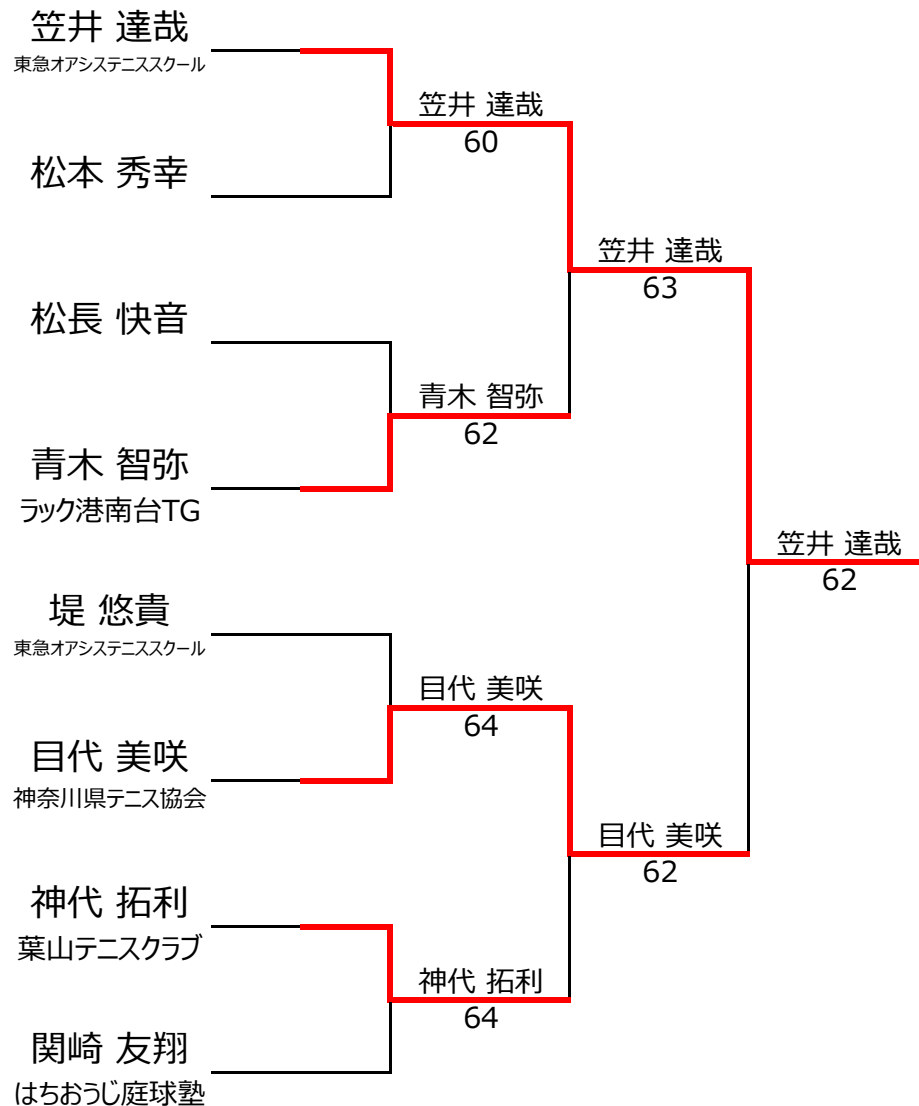 笠井 達哉
東急オアシステニススクール
笠井 達哉
60
松本 秀幸
笠井 達哉
63
松長 快音
青木 智弥
62
青木 智弥
ラック港南台TG
笠井 達哉
62
堤 悠貴
東急オアシステニススクール
目代 美咲
64
目代 美咲
神奈川県テニス協会
目代 美咲
62
神代 拓利
葉山テニスクラブ
神代 拓利
64
関崎 友翔
はちおうじ庭球塾